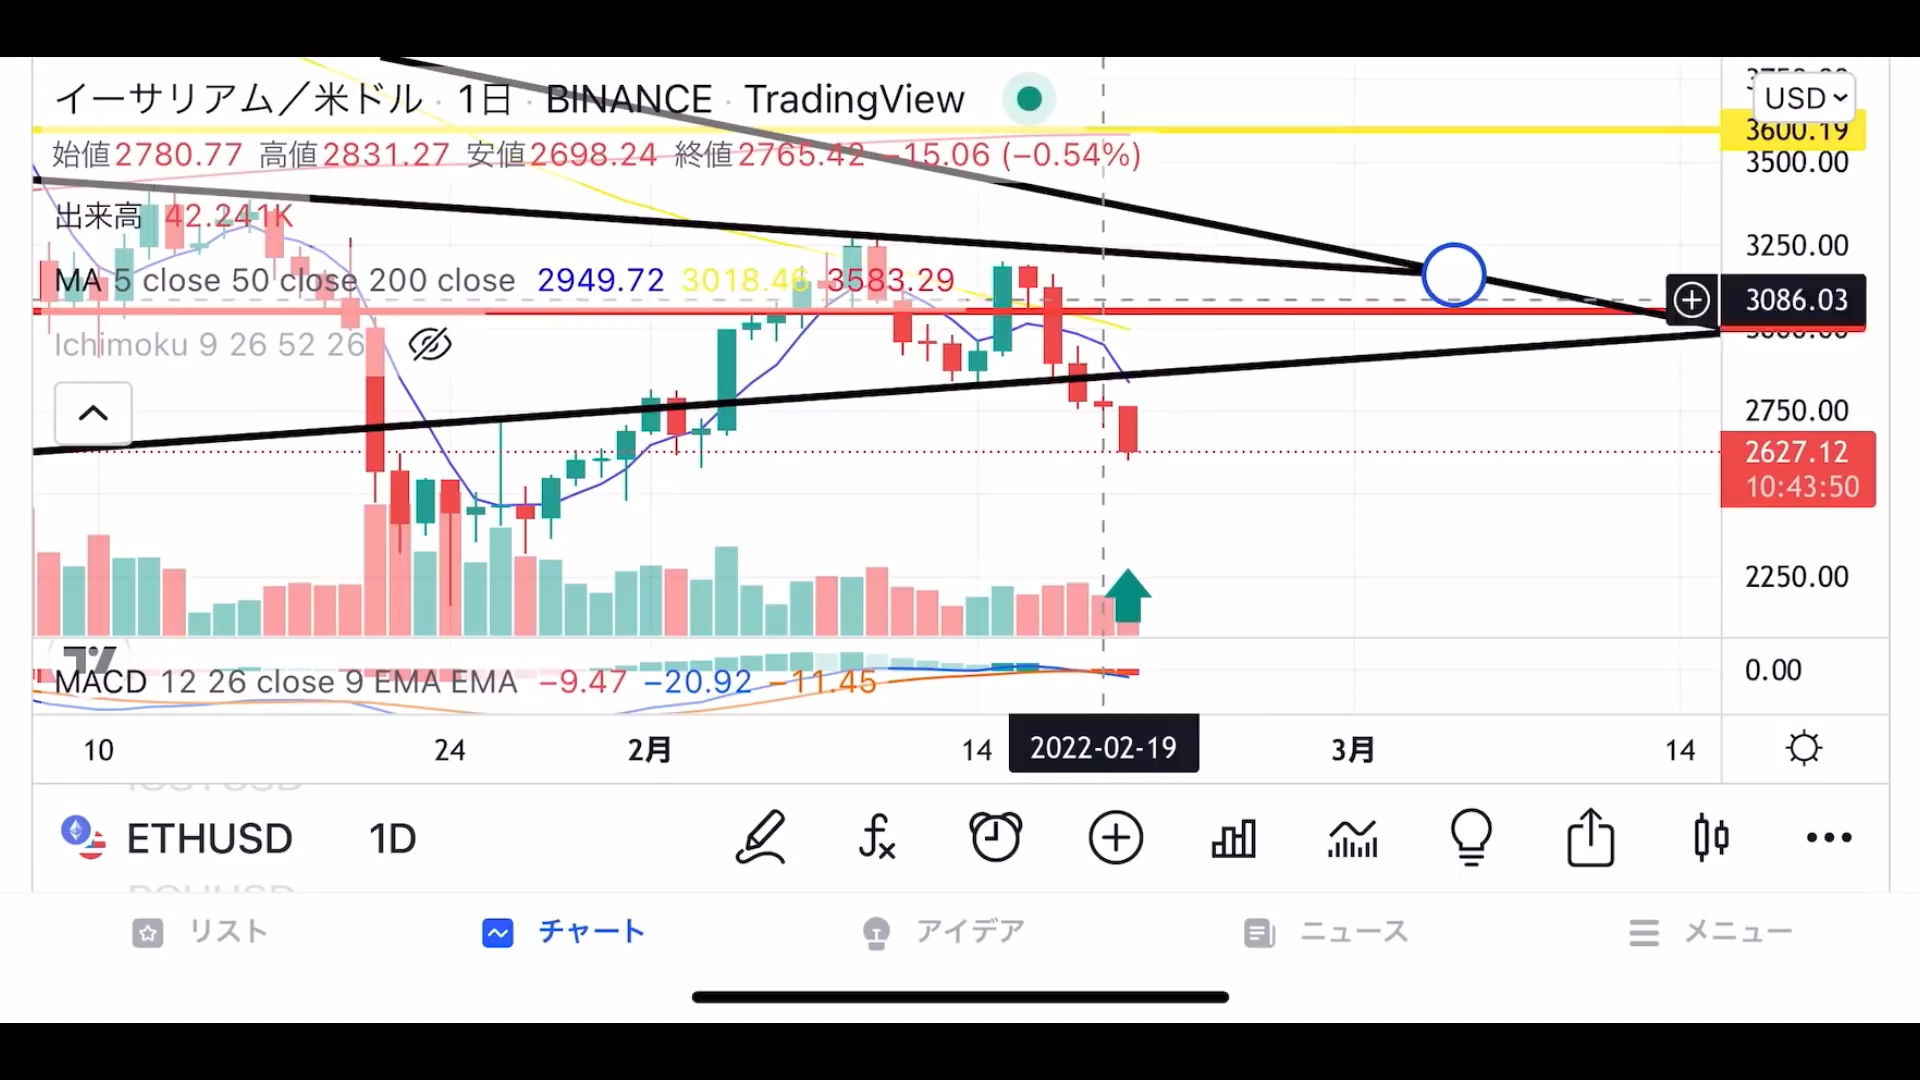 イーサリアム／米ドル · 1日 · BINANCE · TradingView
USD
3600.19
始値2780.77 高値2831.27 安値2698.24 終値2765.42 −15.06 (−0.54%)
3500.00
出来高 42.241K
3250.00
MA 5 close 50 close 200 close 2949.72 3018.46 3583.29
3086.03
Ichimoku 9 26 52 26
2750.00
2627.12
10:43:50
2250.00
0.00
MACD 12 26 close 9 EMA EMA −9.47 −20.92 −11.45
10 24 2月 14 2022-02-19 3月 14
ETHUSD 1D
リスト チャート アイデア ニュース メニュー